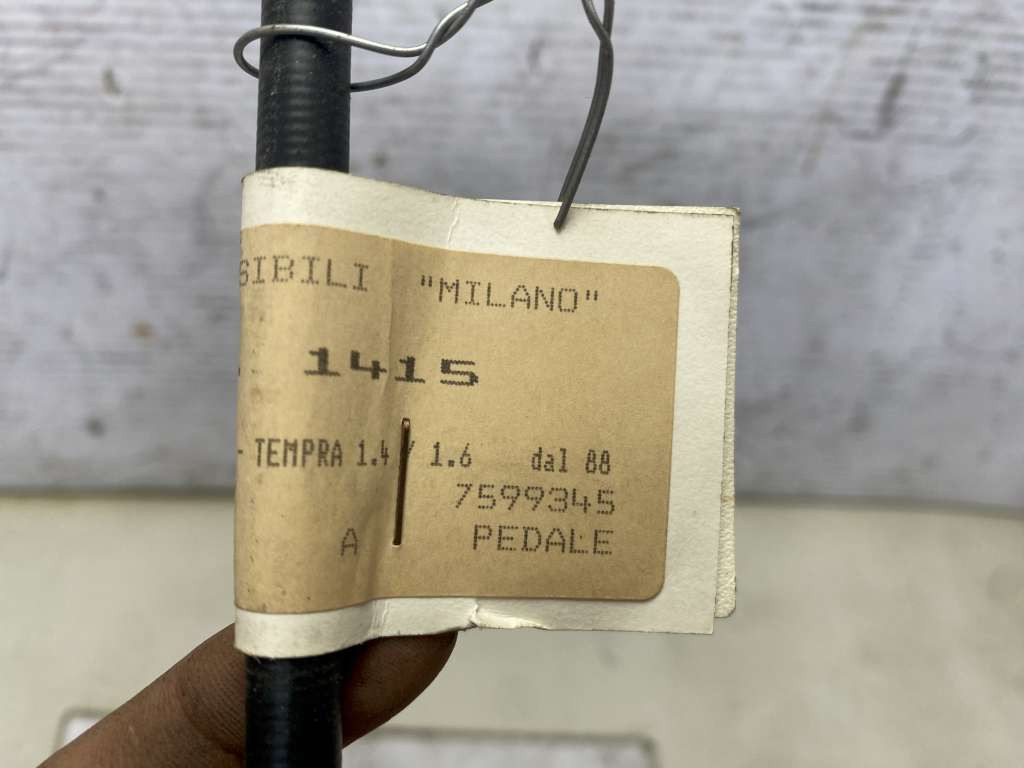 SIBILI "MILANO"
1415
- TEMPRA 1.4 / 1.6 dal 88
7599345
A PEDALE